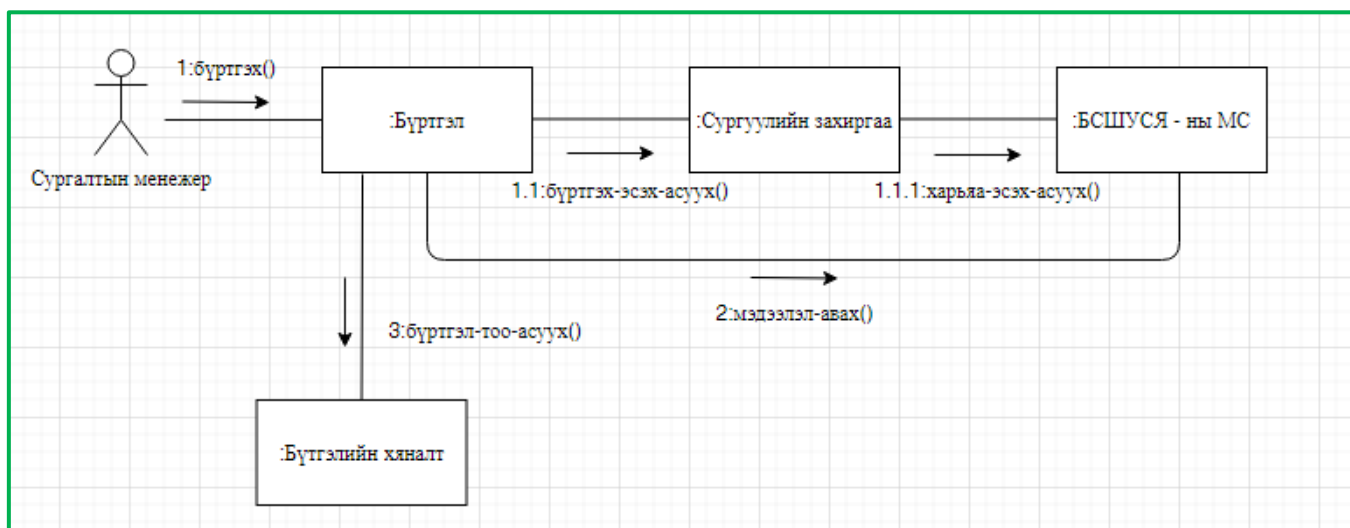 1:бүртгэх()
Сургалтын менежер
:Бүртгэл
:Сургуулийн захиргаа
:БСШУСЯ - ны МС
1.1:бүртгэх-эсэх-асуух()
1.1.1:харьяа-эсэх-асуух()
2:мэдээлэл-авах()
3:бүртгэл-тоо-асуух()
:Бүтгэлийн хяналт